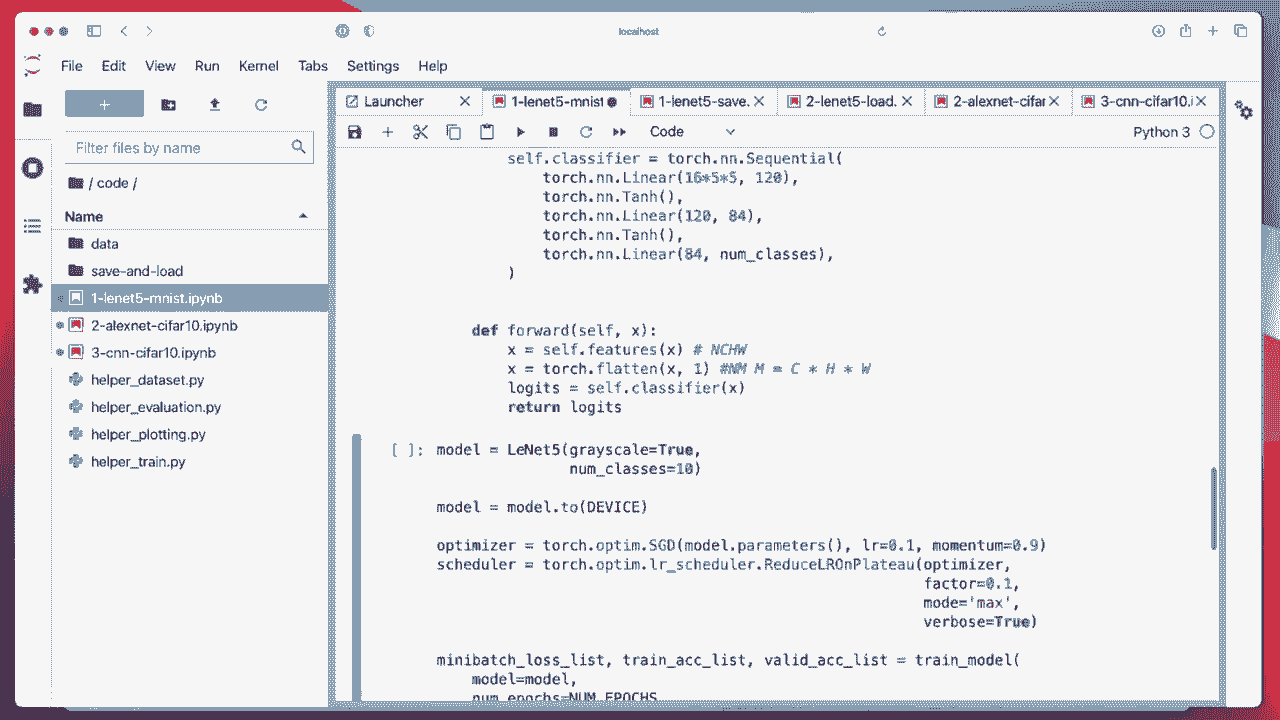 localhost
File Edit View Run Kernel Tabs Settings Help
Filter files by name
/ code /
Name
data
save-and-load
1-lenet5-mnist.ipynb
2-alexnet-cifar10.ipynb
3-cnn-cifar10.ipynb
helper_dataset.py
helper_evaluation.py
helper_plotting.py
helper_train.py
Launcher 1-lenet5-mnist 1-lenet5-save. 2-lenet5-load. 2-alexnet-cifar 3-cnn-cifar10.i
Code Python 3
self.classifier = torch.nn.Sequential(
torch.nn.Linear(16*5*5, 120),
torch.nn.Tanh(),
torch.nn.Linear(120, 84),
torch.nn.Tanh(),
torch.nn.Linear(84, num_classes),
)
def forward(self, x):
x = self.features(x) # NCHW
x = torch.flatten(x, 1) #NM M = C * H * W
logits = self.classifier(x)
return logits
[ ]: model = LeNet5(grayscale=True,
num_classes=10)
model = model.to(DEVICE)
optimizer = torch.optim.SGD(model.parameters(), lr=0.1, momentum=0.9)
scheduler = torch.optim.lr_scheduler.ReduceLROnPlateau(optimizer,
factor=0.1,
mode='max',
verbose=True)
minibatch_loss_list, train_acc_list, valid_acc_list = train_model(
model=model,
num_epochs=NUM_EPOCHS